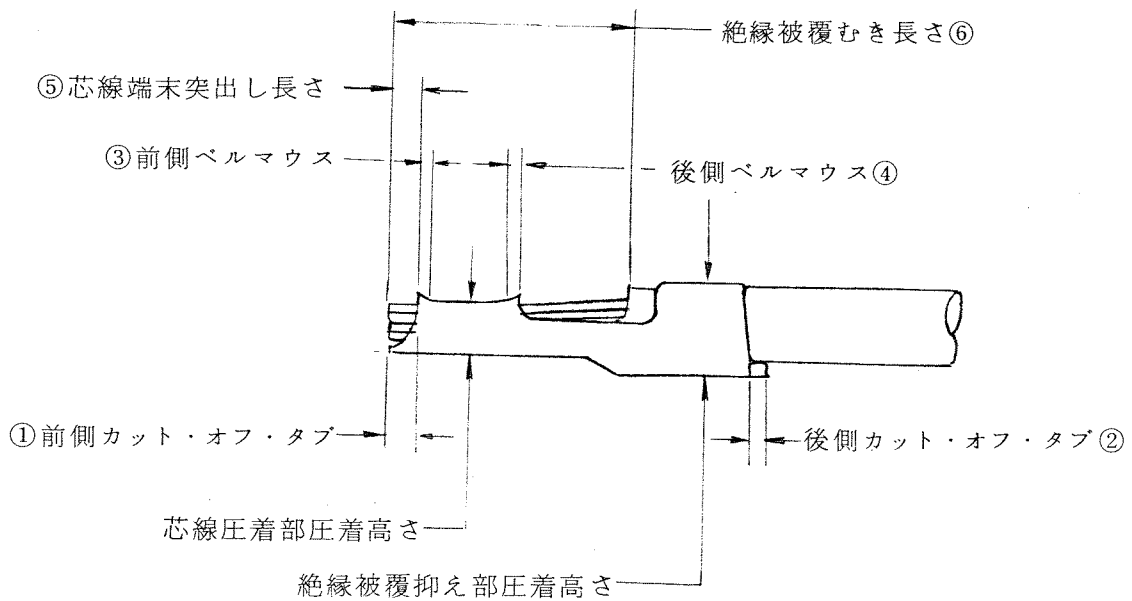 絶縁被覆むき長さ⑥
⑤芯線端末突出し長さ
③前側ベルマウス
後側ベルマウス④
①前側カット・オフ・タブ
後側カット・オフ・タブ②
芯線圧着部圧着高さ
絶縁被覆抑え部圧着高さ